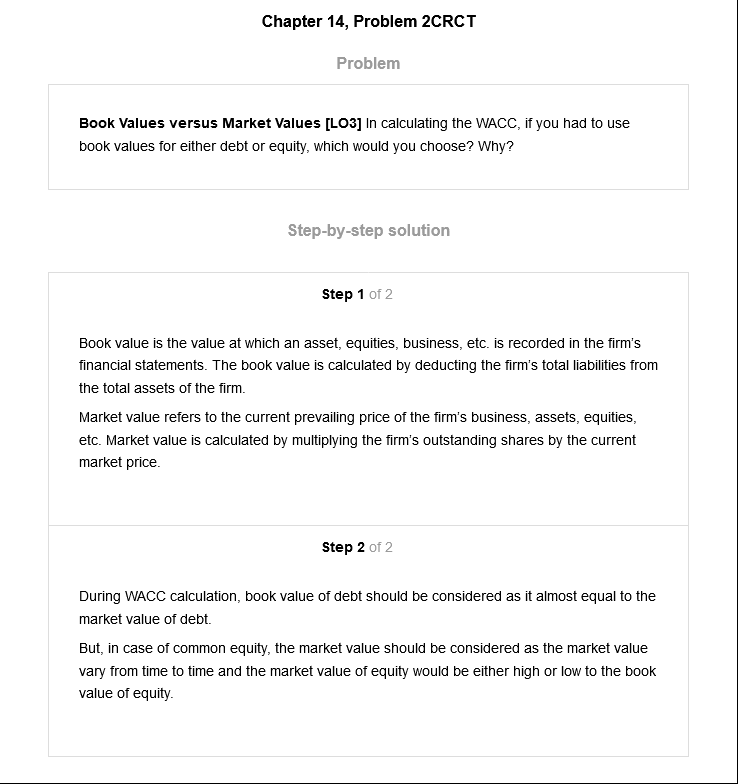 Chapter 14, Problem 2CRCT
Problem
Book Values versus Market Values [LO3] In calculating the WACC, if you had to use
book values for either debt or equity, which would you choose? Why?
Step-by-step solution
Step 1 of 2
Book value is the value at which an asset, equities, business, etc. is recorded in the firm’s
financial statements. The book value is calculated by deducting the firm’s total liabilities from
the total assets of the firm.
Market value refers to the current prevailing price of the firm’s business, assets, equities,
etc. Market value is calculated by multiplying the firm’s outstanding shares by the current
market price.
Step 2 of 2
During WACC calculation, book value of debt should be considered as it almost equal to the
market value of debt.
But, in case of common equity, the market value should be considered as the market value
vary from time to time and the market value of equity would be either high or low to the book
value of equity.